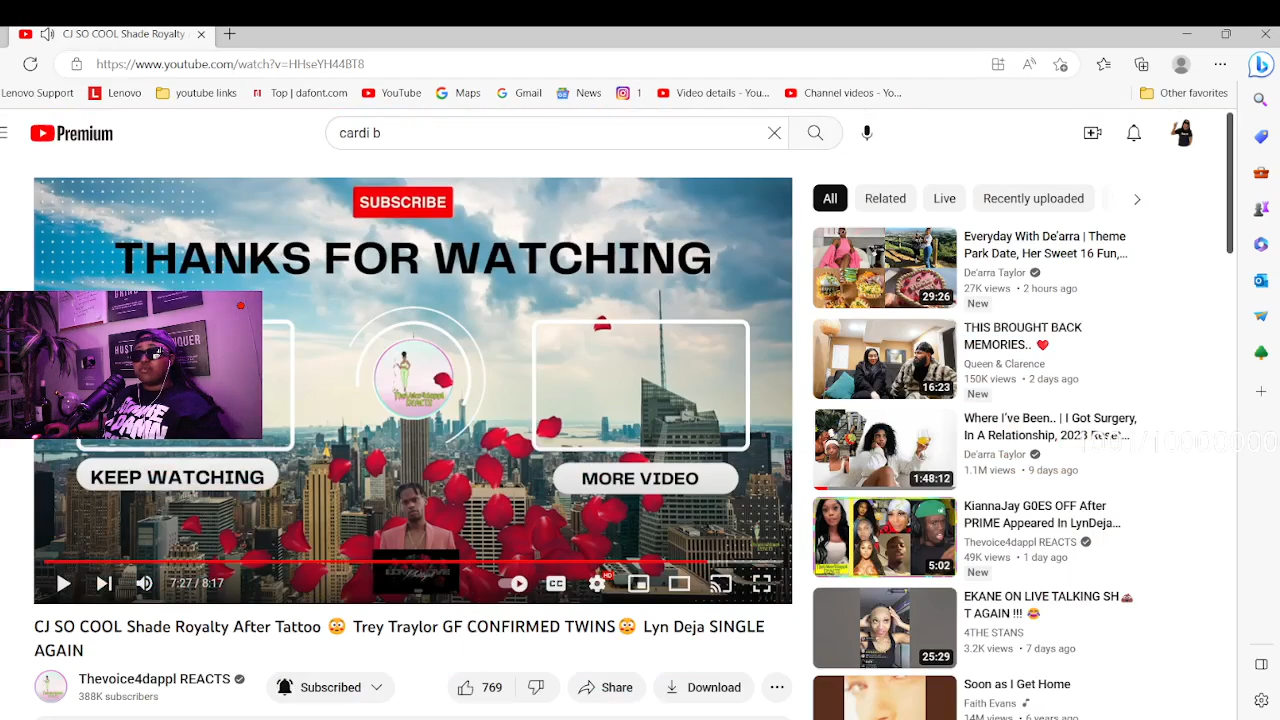 CJ SO COOL Shade Royalty
https://www.youtube.com/watch?v=HHseYH44BT8
Lenovo Support
Lenovo
youtube links
Top | dafont.com
YouTube
Maps
Gmail
News
1
Video details - You...
Channel videos - Yo...
Other favorites
Premium
cardi b
SUBSCRIBE
THANKS FOR WATCHING
KEEP WATCHING
MORE VIDEO
7:27 / 8:17
CC
HD
CJ SO COOL Shade Royalty After Tattoo 😳 Trey Traylor GF CONFIRMED TWINS😳 Lyn Deja SINGLE
AGAIN
Thevoice4dappl REACTS
388K subscribers
Subscribed
769
Share
Download
All
Related
Live
Recently uploaded
29:26
Everyday With De'arra | Theme
Park Date, Her Sweet 16 Fun,...
De'arra Taylor
27K views • 2 hours ago
New
16:23
THIS BROUGHT BACK
MEMORIES.. ❤️
Queen & Clarence
150K views • 2 days ago
New
1:48:12
Where I've Been.. | I Got Surgery,
De'arra Taylor
1.1M views • 9 days ago
5:02
KiannaJay G0ES OFF After
PRIME Appeared In LynDeja...
Thevoice4dappl REACTS
49K views • 1 day ago
New
25:29
EKANE ON LIVE TALKING SH💩
T AGAIN !!! 😂
4THE STANS
3.2K views • 7 days ago
Soon as I Get Home
Faith Evans
14M views • 6 years ago